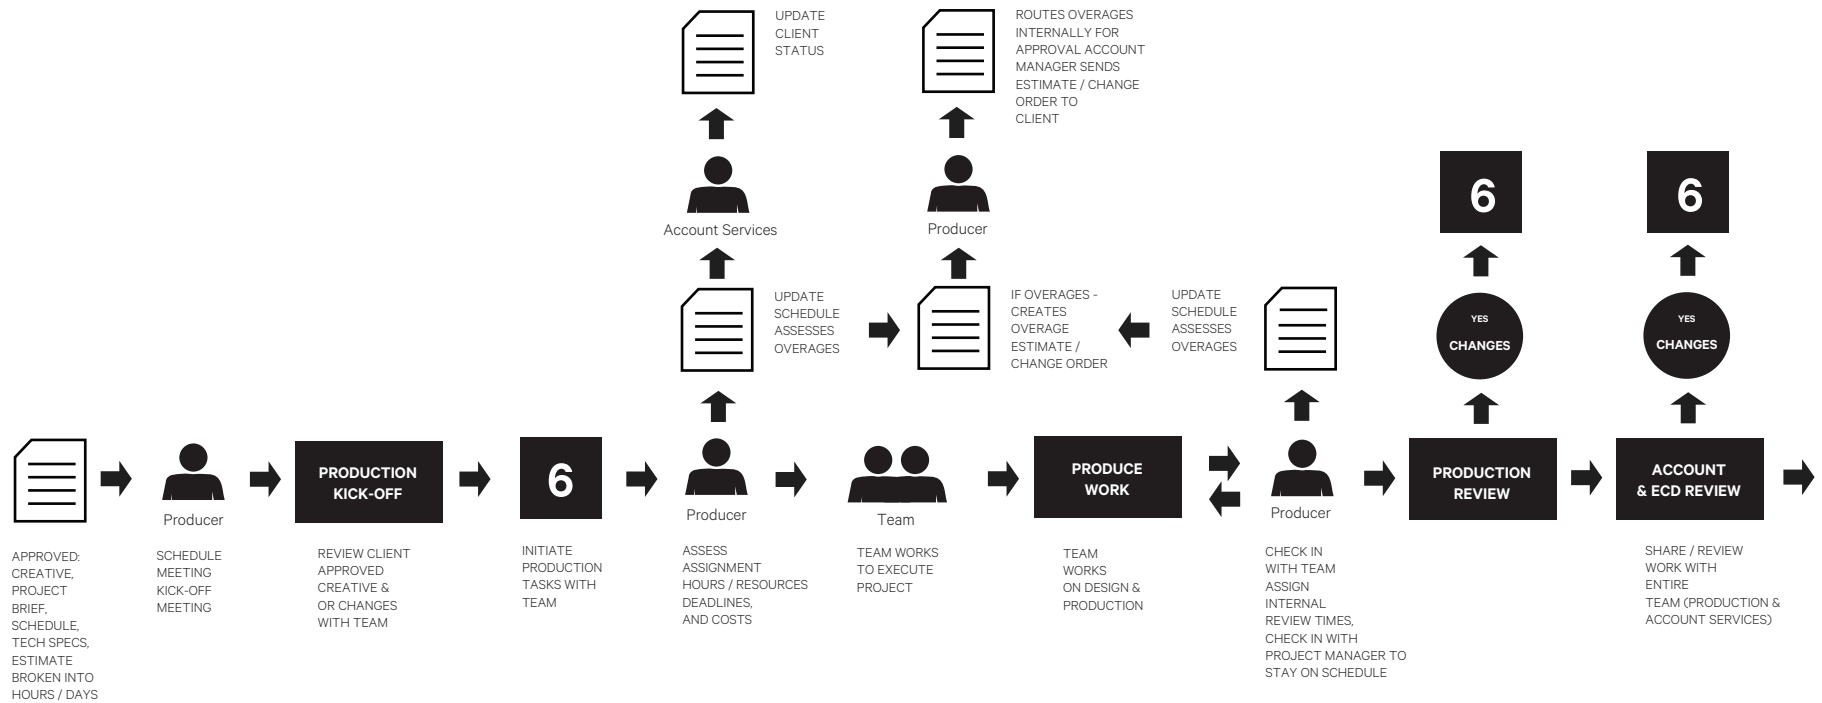 UPDATE
CLIENT
STATUS
ROUTES OVERAGES
INTERNALLY FOR
APPROVAL ACCOUNT
MANAGER SENDS
ESTIMATE / CHANGE
ORDER TO
CLIENT
Account Services
Producer
6
6
UPDATE
SCHEDULE
ASSESSES
OVERAGES
IF OVERAGES -
CREATES
OVERAGE
ESTIMATE /
CHANGE ORDER
UPDATE
SCHEDULE
ASSESSES
OVERAGES
YES
CHANGES
YES
CHANGES
Producer
PRODUCTION
KICK-OFF
6
Producer
Team
PRODUCE
WORK
Producer
PRODUCTION
REVIEW
ACCOUNT
& ECD REVIEW
APPROVED:
CREATIVE,
PROJECT
BRIEF,
SCHEDULE,
TECH SPECS,
ESTIMATE
BROKEN INTO
HOURS / DAYS
SCHEDULE
MEETING
KICK-OFF
MEETING
REVIEW CLIENT
APPROVED
CREATIVE &
OR CHANGES
WITH TEAM
INITIATE
PRODUCTION
TASKS WITH
TEAM
ASSESS
ASSIGNMENT
HOURS / RESOURCES
DEADLINES,
AND COSTS
TEAM WORKS
TO EXECUTE
PROJECT
TEAM
WORKS
ON DESIGN &
PRODUCTION
CHECK IN
WITH TEAM
ASSIGN
INTERNAL
REVIEW TIMES,
CHECK IN WITH
PROJECT MANAGER TO
STAY ON SCHEDULE
SHARE / REVIEW
WORK WITH
ENTIRE
TEAM (PRODUCTION &
ACCOUNT SERVICES)